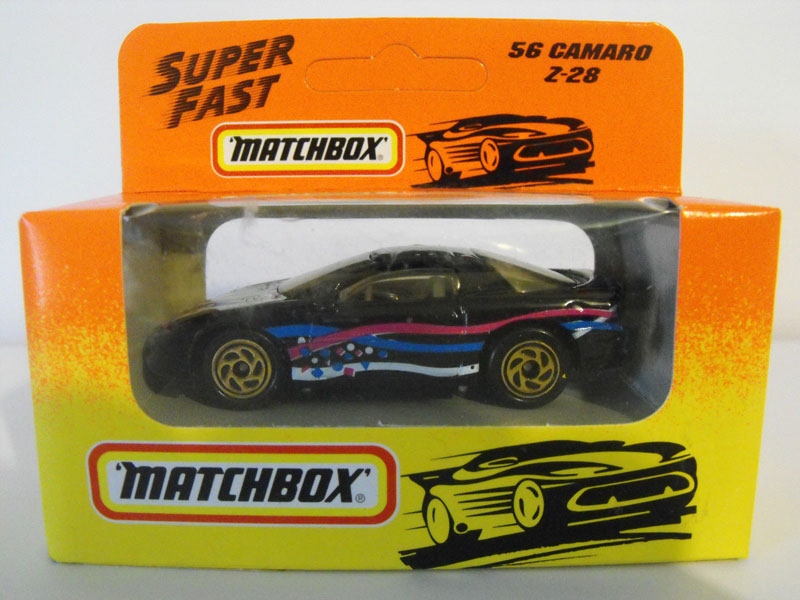 SUPER
FAST
56 CAMARO
Z-28
'MATCHBOX'®
'MATCHBOX'®